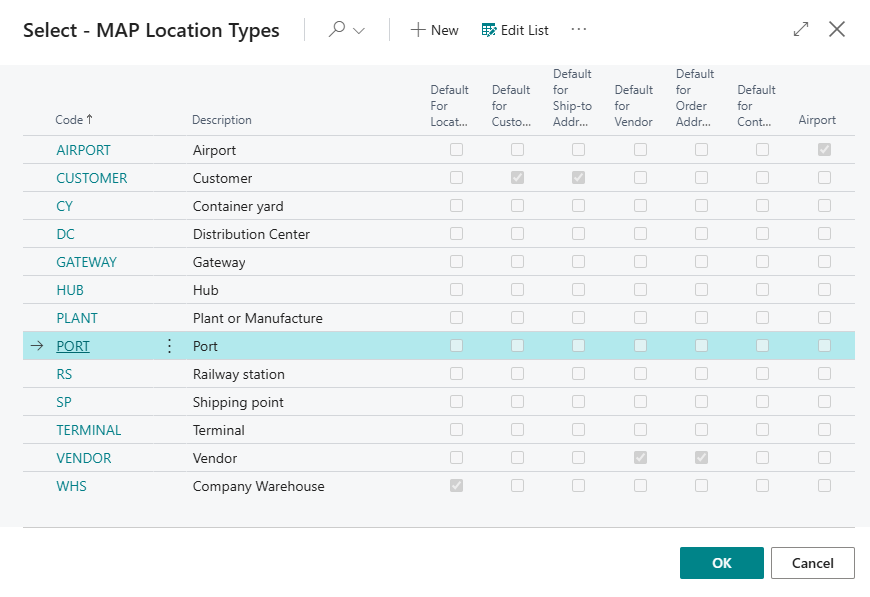 Select - MAP Location Types
New
Edit List
Code
Description
Default
For
Locat...
Default
for
Custo...
Default
for
Ship-to
Addr...
Default
for
Vendor
Default
for
Order
Addr...
Default
for
Cont...
Airport
AIRPORT Airport
CUSTOMER Customer
CY Container yard
DC Distribution Center
GATEWAY Gateway
HUB Hub
PLANT Plant or Manufacture
PORT Port
RS Railway station
SP Shipping point
TERMINAL Terminal
VENDOR Vendor
WHS Company Warehouse
OK
Cancel